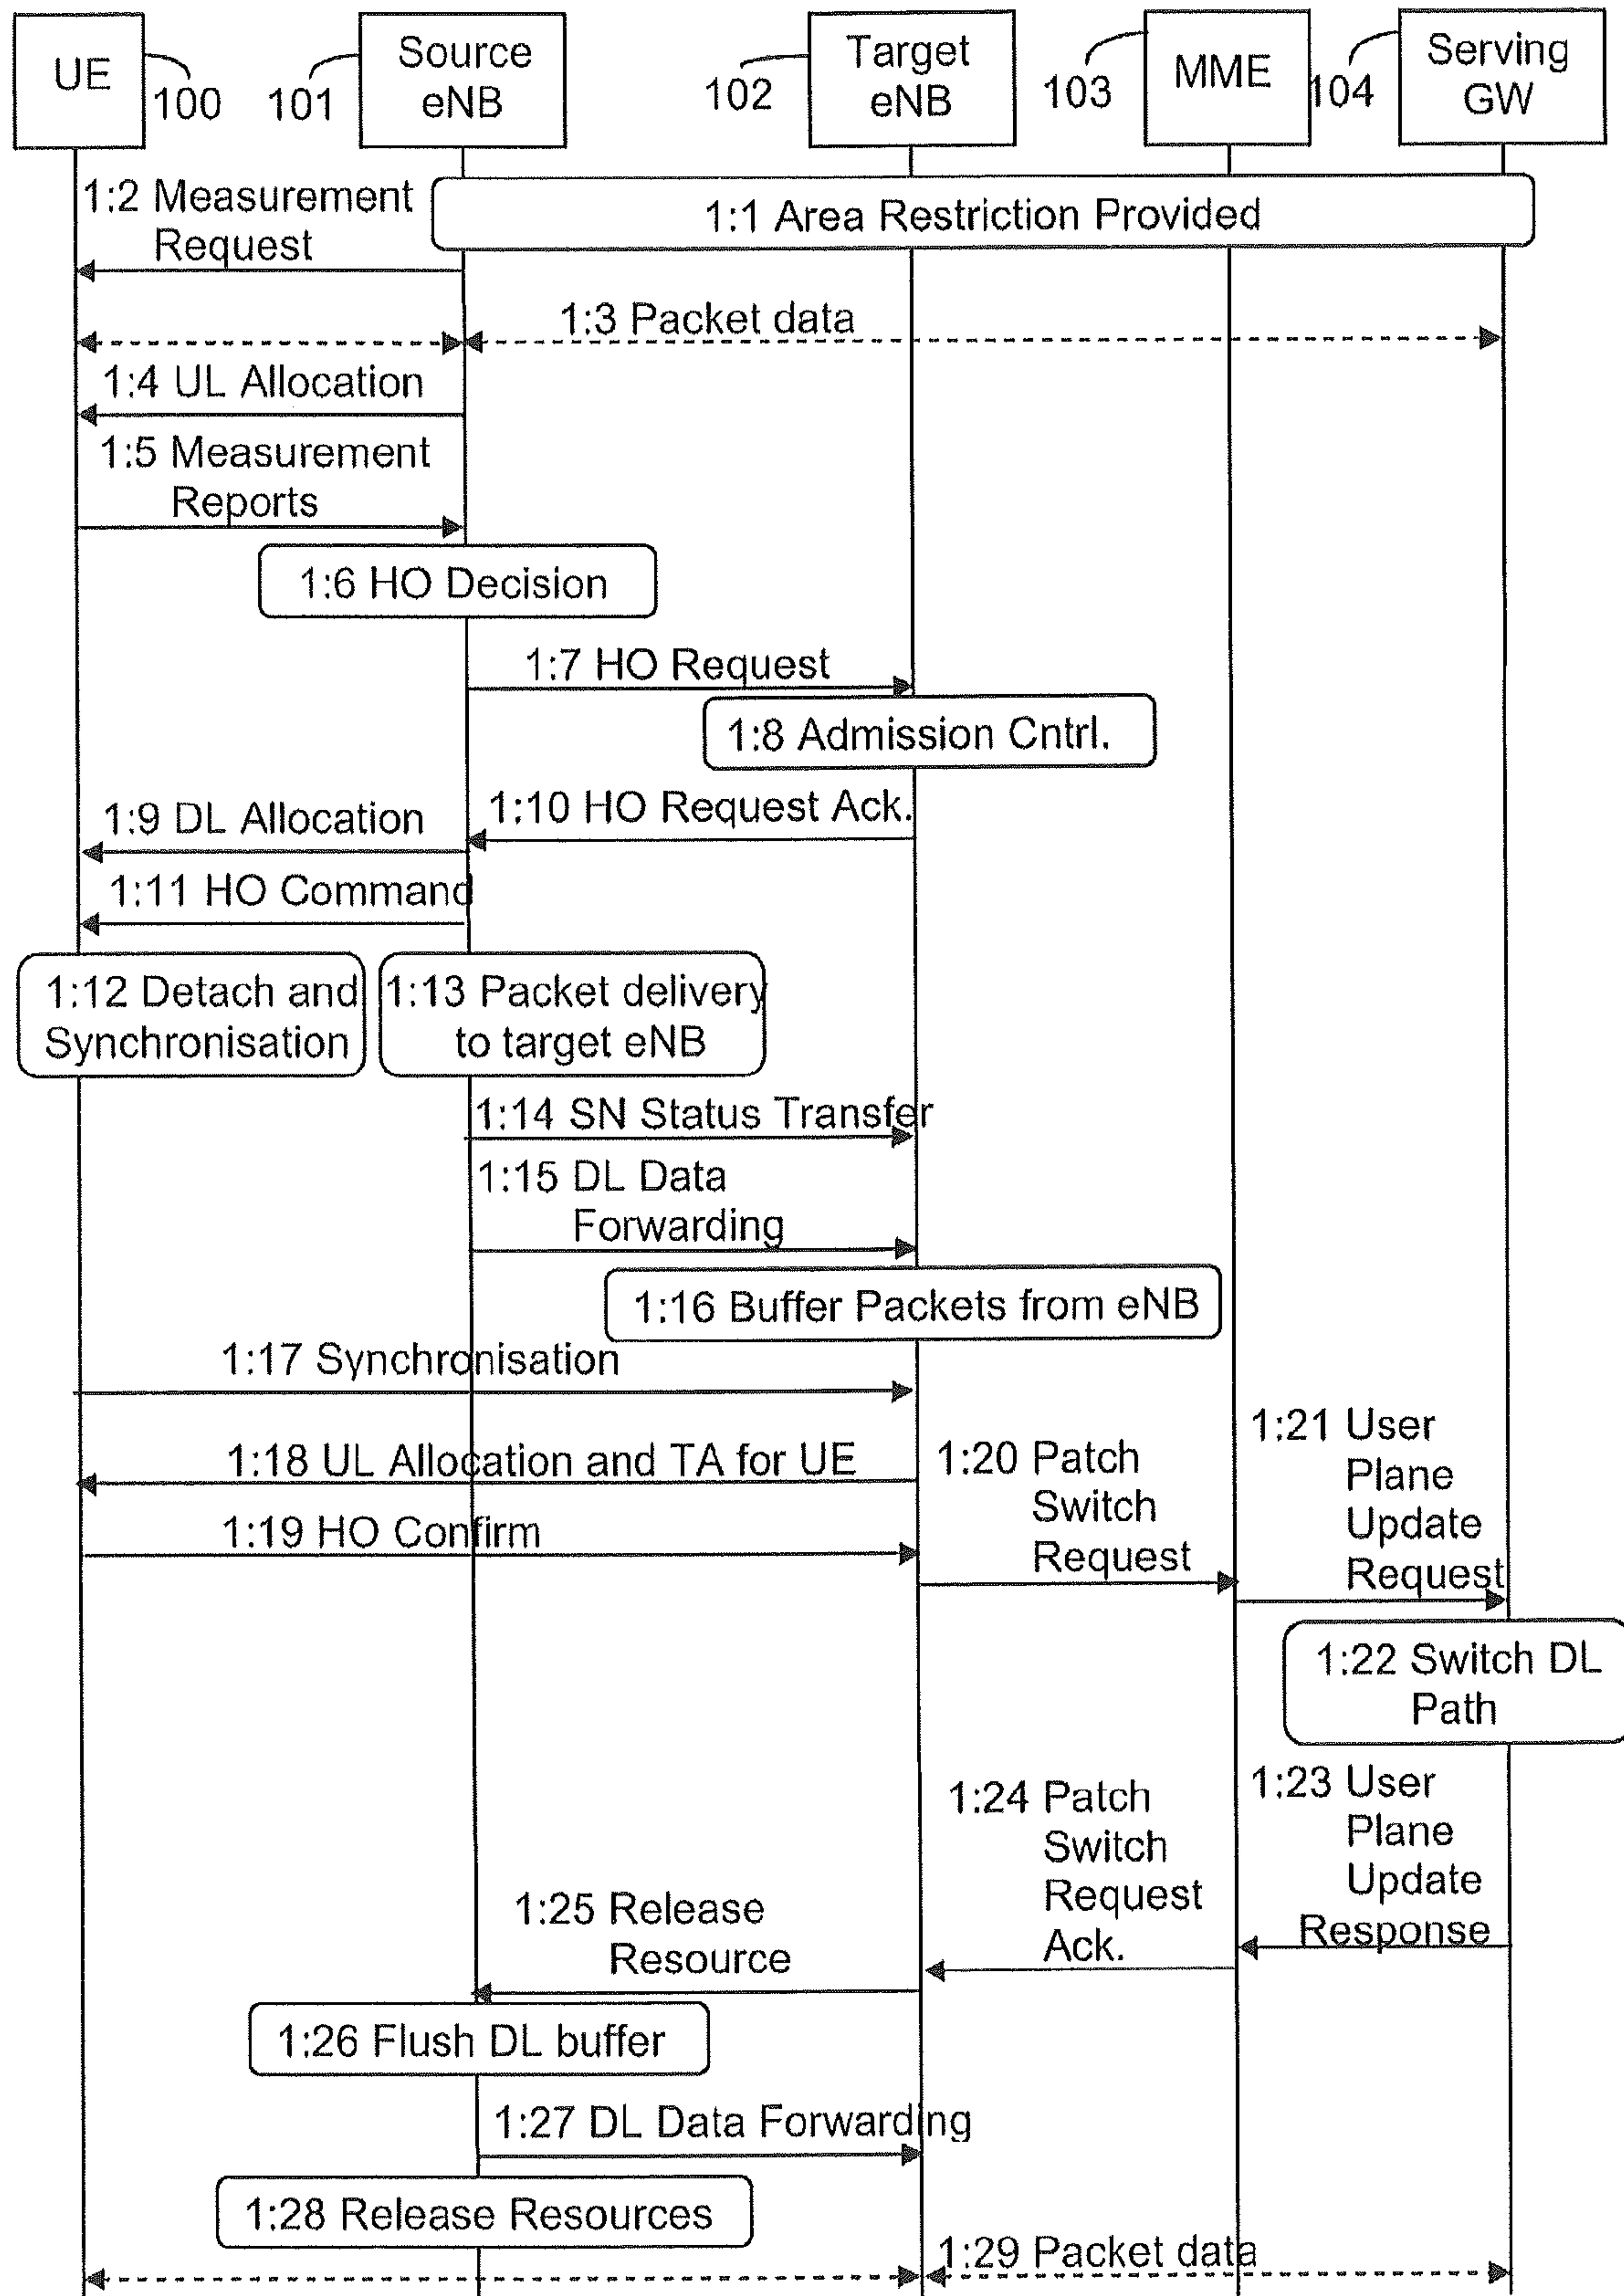 UE
100
101
Source
eNB
102
Target
eNB
103
MME
104
Serving
GW
1:2 Measurement
Request
1:1 Area Restriction Provided
1:3 Packet data
1:4 UL Allocation
1:5 Measurement
Reports
1:6 HO Decision
1:7 HO Request
1:8 Admission Cntrl.
1:9 DL Allocation
1:10 HO Request Ack.
1:11 HO Command
1:12 Detach and
Synchronisation
1:13 Packet delivery
to target eNB
1:14 SN Status Transfer
1:15 DL Data
Forwarding
1:16 Buffer Packets from eNB
1:17 Synchronisation
1:18 UL Allocation and TA for UE
1:19 HO Confirm
1:20 Patch
Switch
Request
1:21 User
Plane
Update
Request
1:22 Switch DL
Path
1:23 User
Plane
Update
Response
1:24 Patch
Switch
Request
Ack.
1:25 Release
Resource
1:26 Flush DL buffer
1:27 DL Data Forwarding
1:28 Release Resources
1:29 Packet data